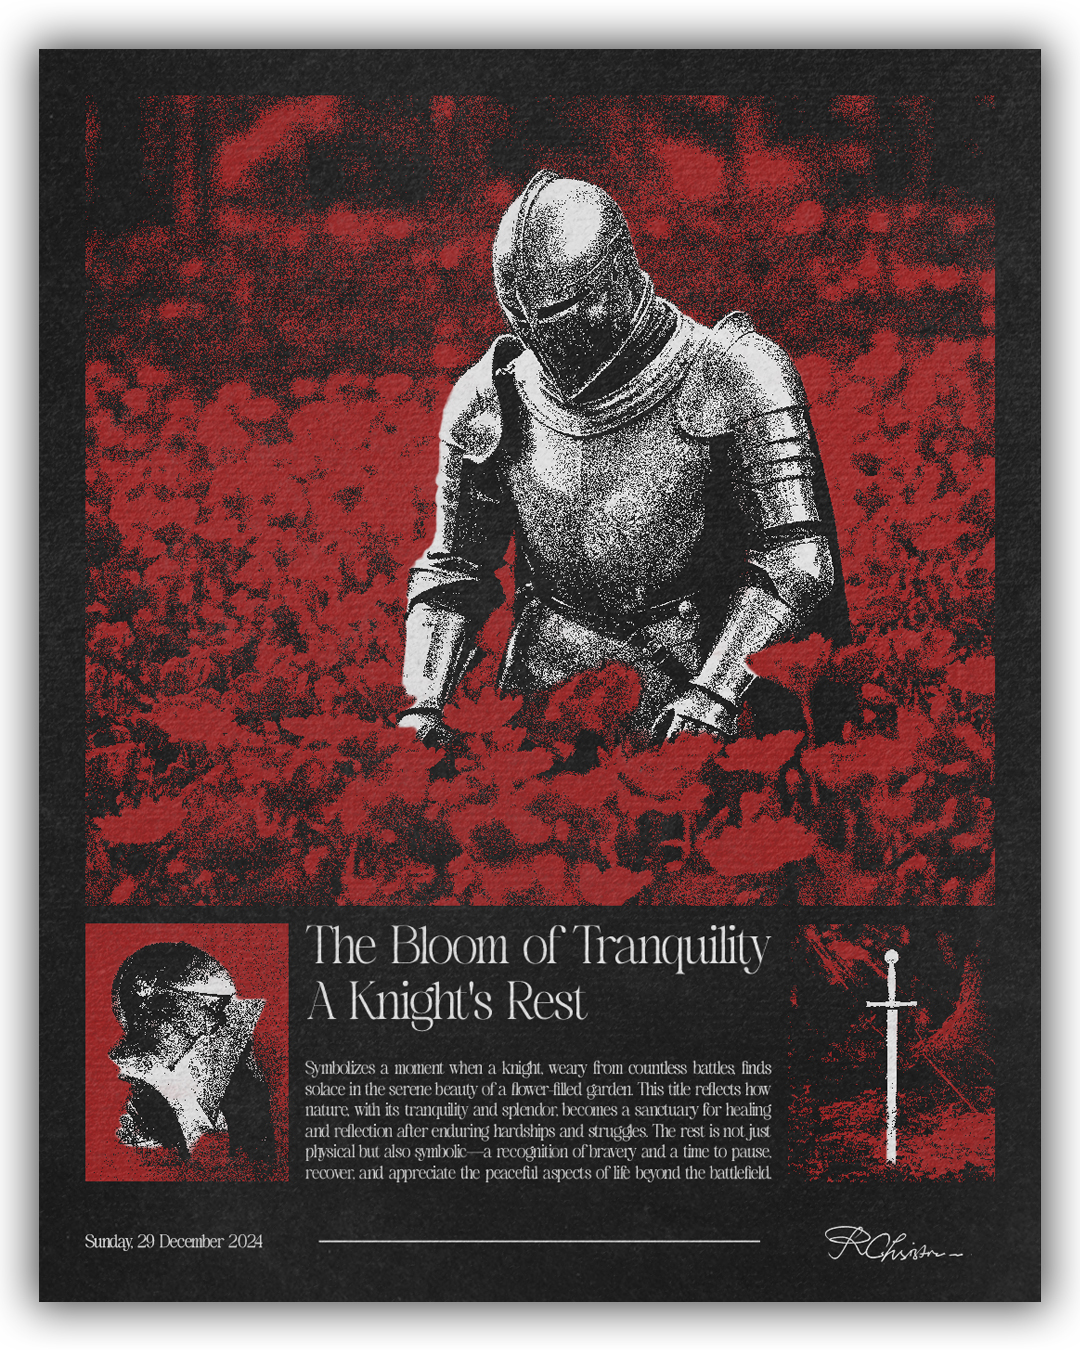 The Bloom of Tranquility
A Knight's Rest
Symbolizes a moment when a knight, weary from countless battles, finds
solace in the serene beauty of a flower-filled garden. This title reflects how
nature, with its tranquility and splendor, becomes a sanctuary for healing
and reflection after enduring hardships and struggles. The rest is not just
physical but also symbolic—a recognition of bravery and a time to pause,
recover, and appreciate the peaceful aspects of life beyond the battlefield.
Sunday, 29 December 2024